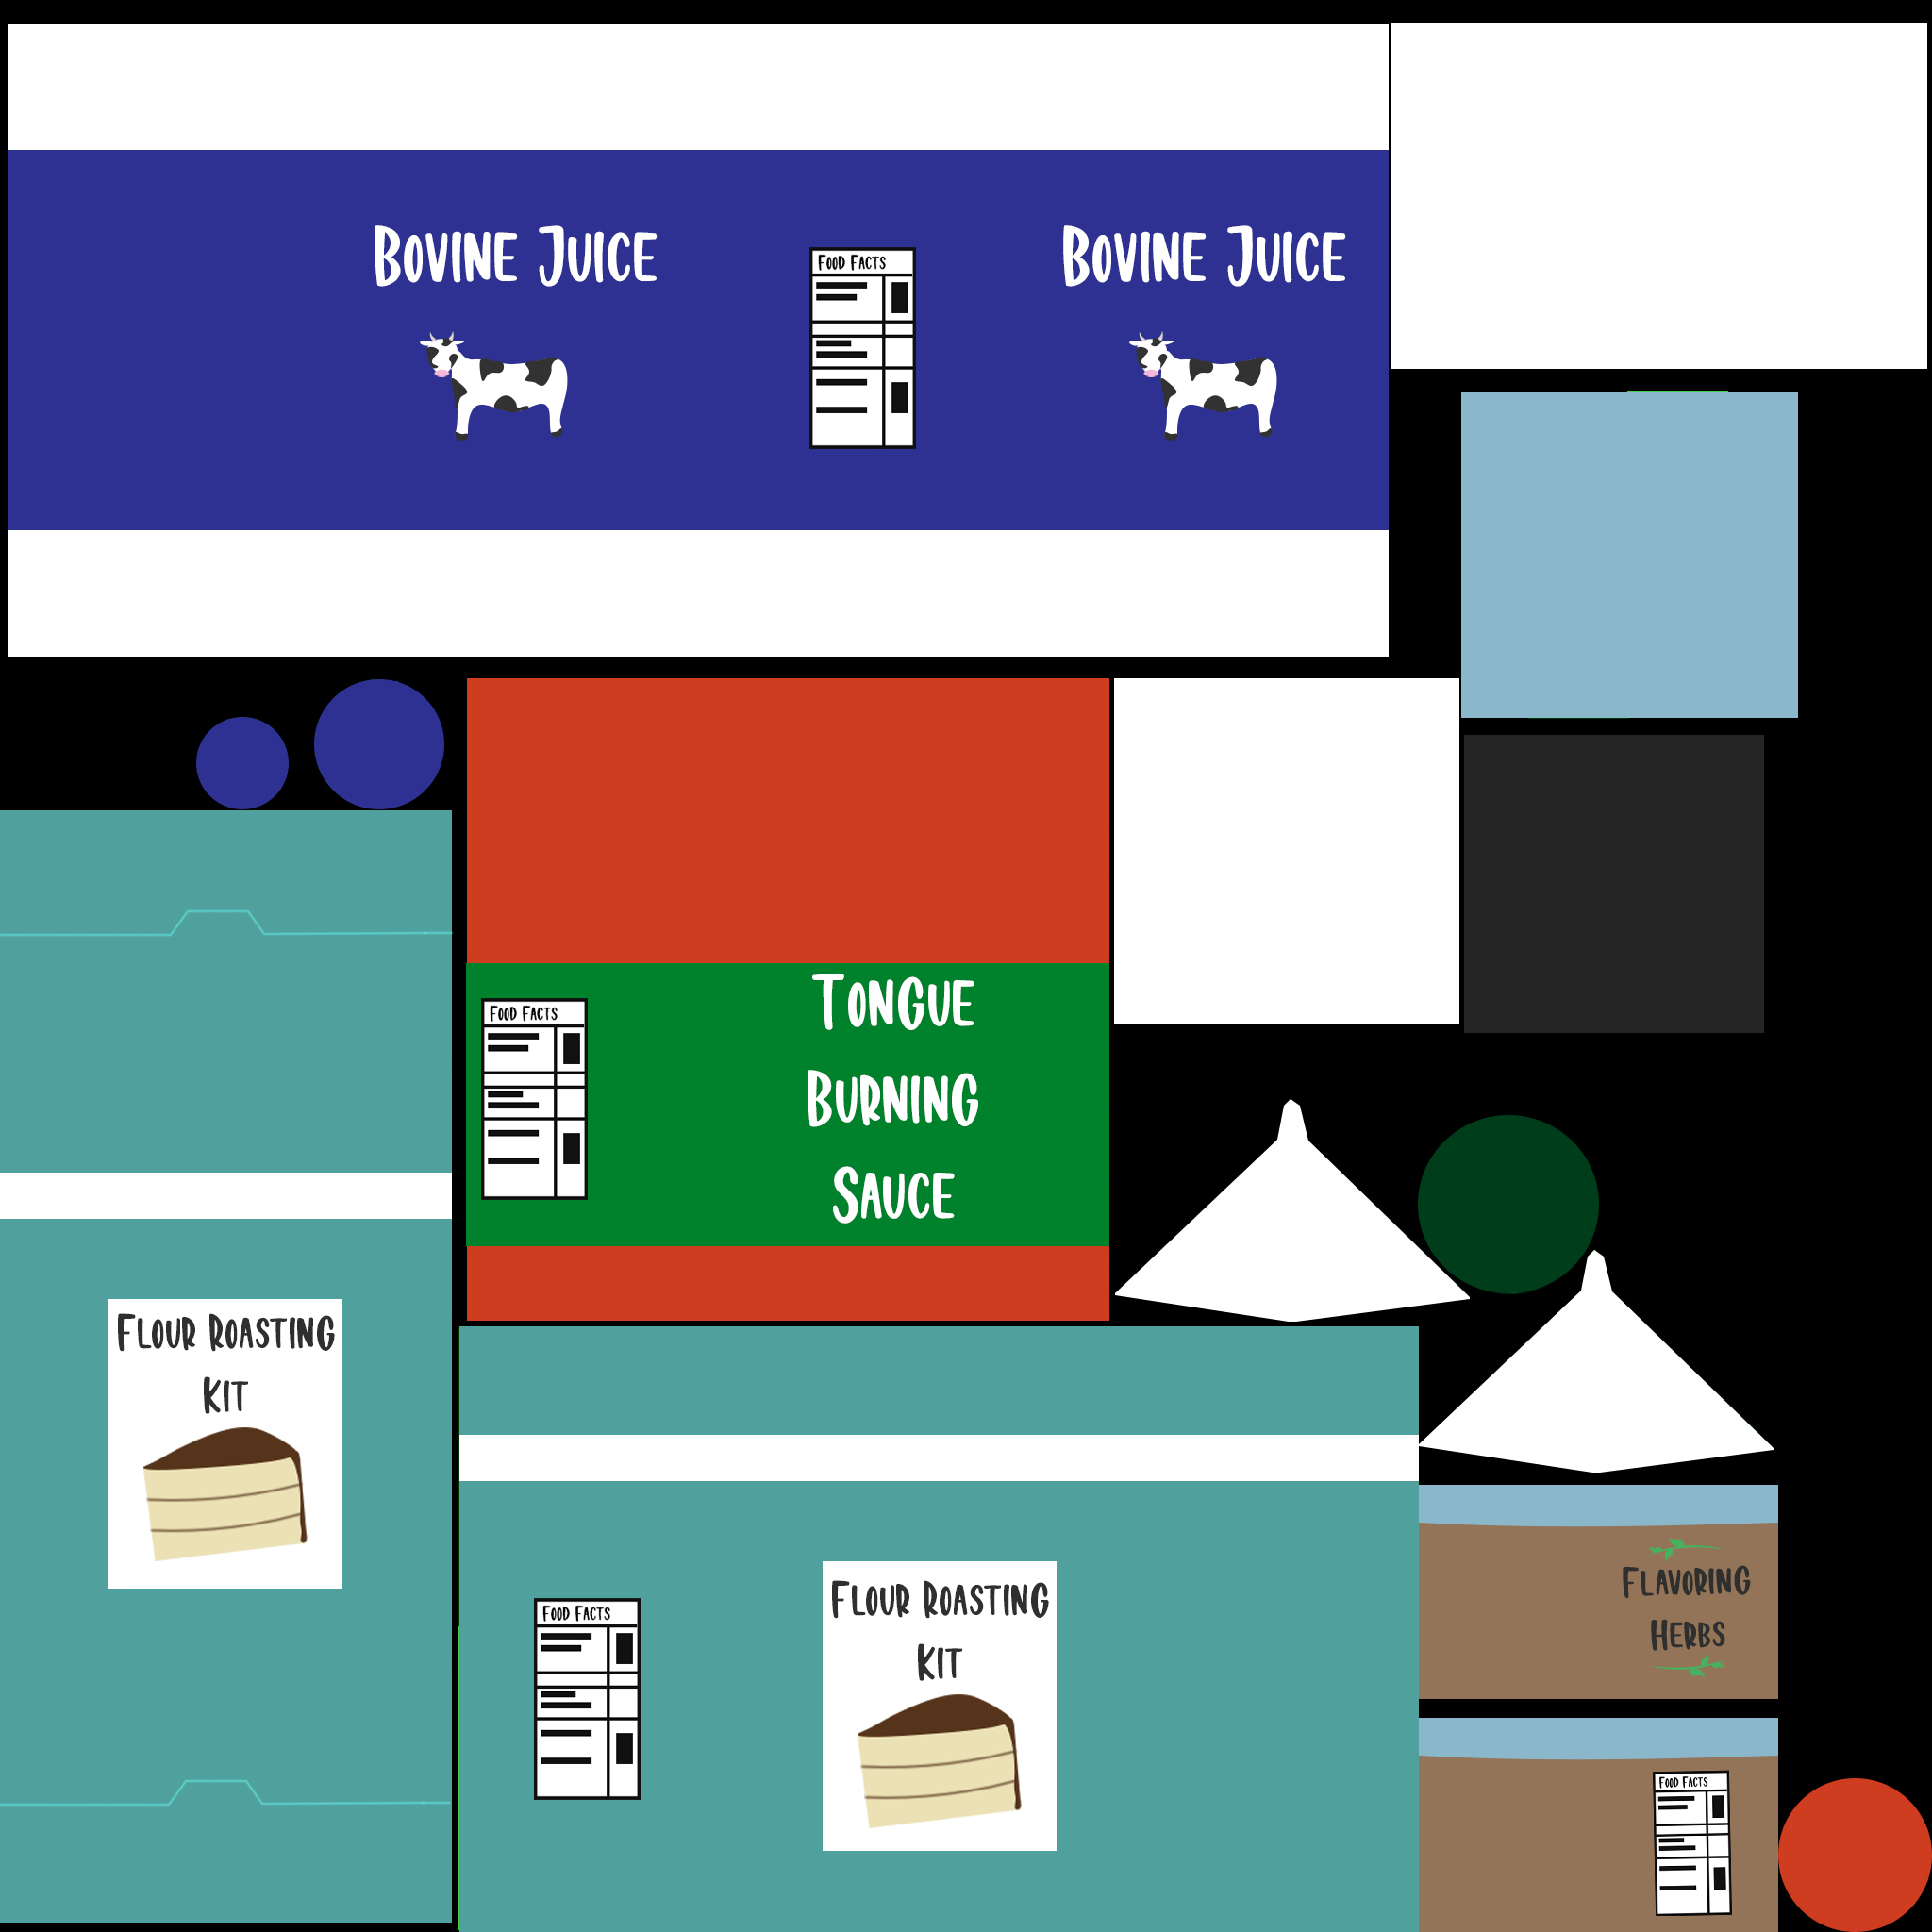 Bovine Juice
Food Facts
Bovine Juice
Food Facts
Tongue
Burning
Sauce
Flour Roasting
Kit
Food Facts
Flour Roasting
Kit
Flavoring
Herbs
Food Facts